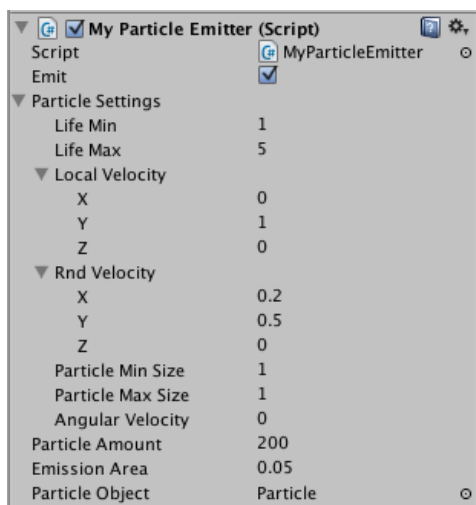 My Particle Emitter (Script)
Script MyParticleEmitter
Emit
Particle Settings
Life Min 1
Life Max 5
Local Velocity
X 0
Y 1
Z 0
Rnd Velocity
X 0.2
Y 0.5
Z 0
Particle Min Size 1
Particle Max Size 1
Angular Velocity 0
Particle Amount 200
Emission Area 0.05
Particle Object Particle